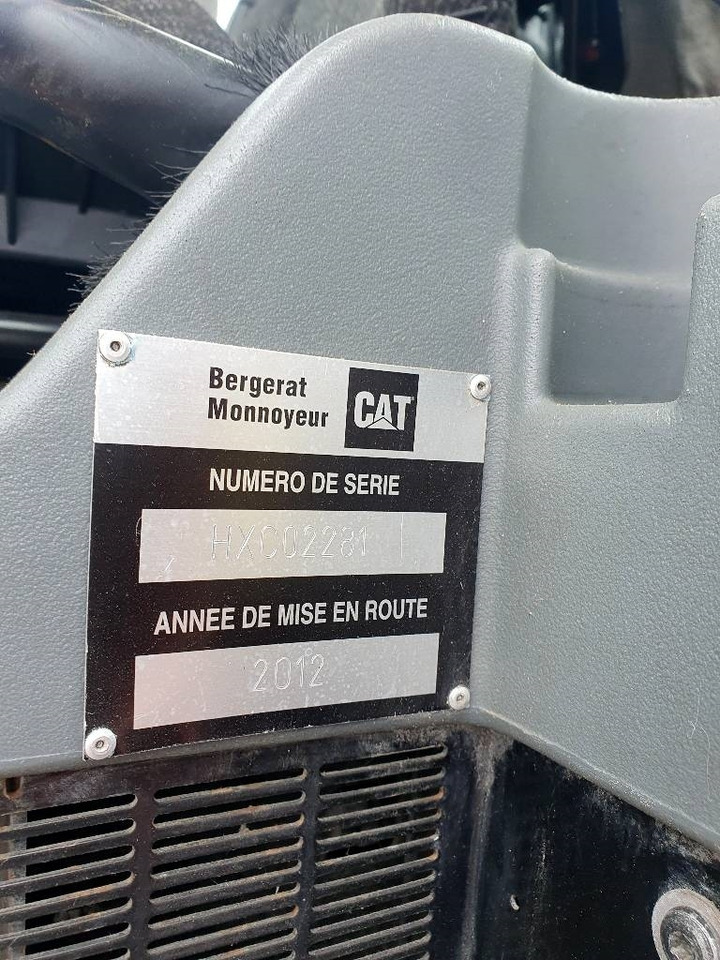 Bergerat
Monnoyeur
CAT
NUMERO DE SERIE
HXC02281
ANNEE DE MISE EN ROUTE
2012